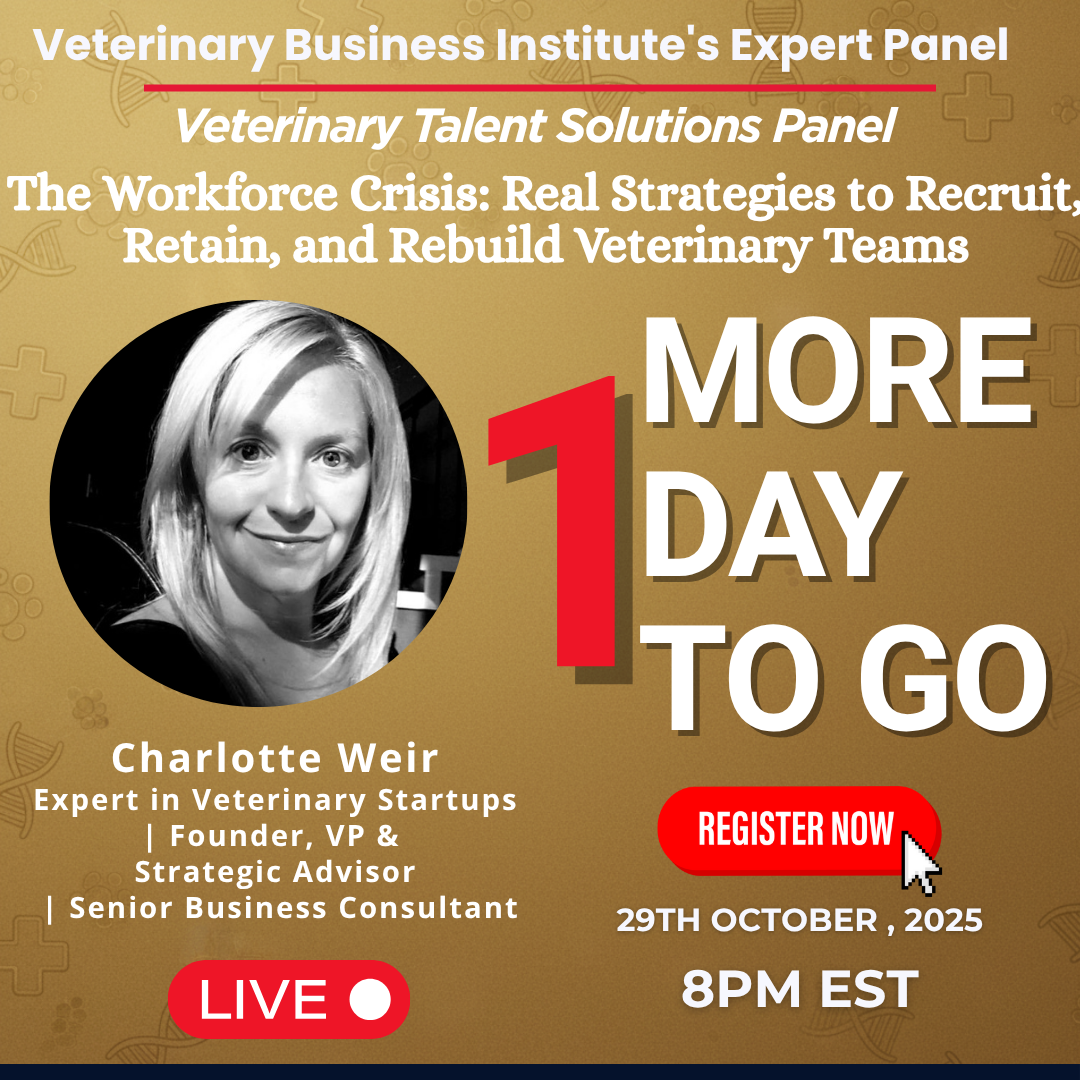 Veterinary Business Institute's Expert Panel
Veterinary Talent Solutions Panel
The Workforce Crisis: Real Strategies to Recruit,
Retain, and Rebuild Veterinary Teams
1 MORE
DAY
TO GO
Charlotte Weir
Expert in Veterinary Startups
| Founder, VP &
Strategic Advisor
| Senior Business Consultant
LIVE
REGISTER NOW
29TH OCTOBER , 2025
8PM EST